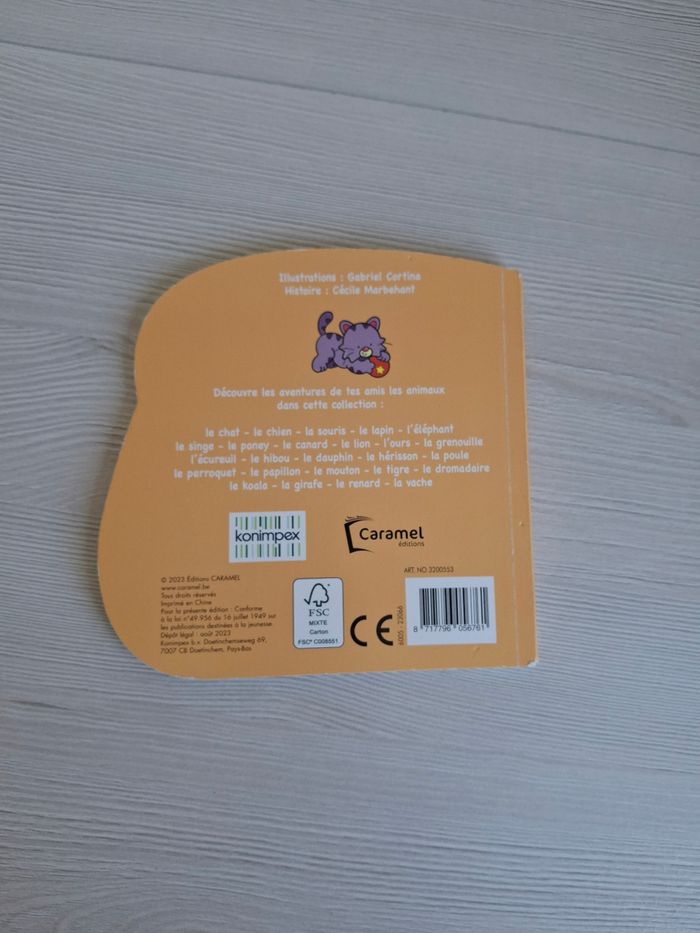 Illustrations : Gabriel Cortina
Histoire : Cécile Marbehant
Découvre les aventures de tes amis les animaux
dans cette collection :
le chat - le chien - la souris - le lapin - l'éléphant
le singe - le poney - le canard - le lion - l'ours - la grenouille
l'écureuil - le hibou - le dauphin - le hérisson - la poule
le perroquet - le papillon - le mouton - le tigre - le dromadaire
le koala - la girafe - le renard - la vache
konimpex
Caramel
éditions
© 2023 Éditions CARAMEL
www.caramel.be
Tous droits réservés
Imprimé en Chine
Pour la présente édition : Conforme
à la loi n°49.956 du 16 juillet 1949 sur
les publications destinées à la jeunesse.
Dépôt légal : août 2023
Konimpex b.v. Doetinchemseweg 69,
7007 CB Doetinchem, Pays-Bas
FSC
MIXTE
Carton
FSC® C008551
CE
ART. NO 3200553
6005 - 23066
8 717796 056761